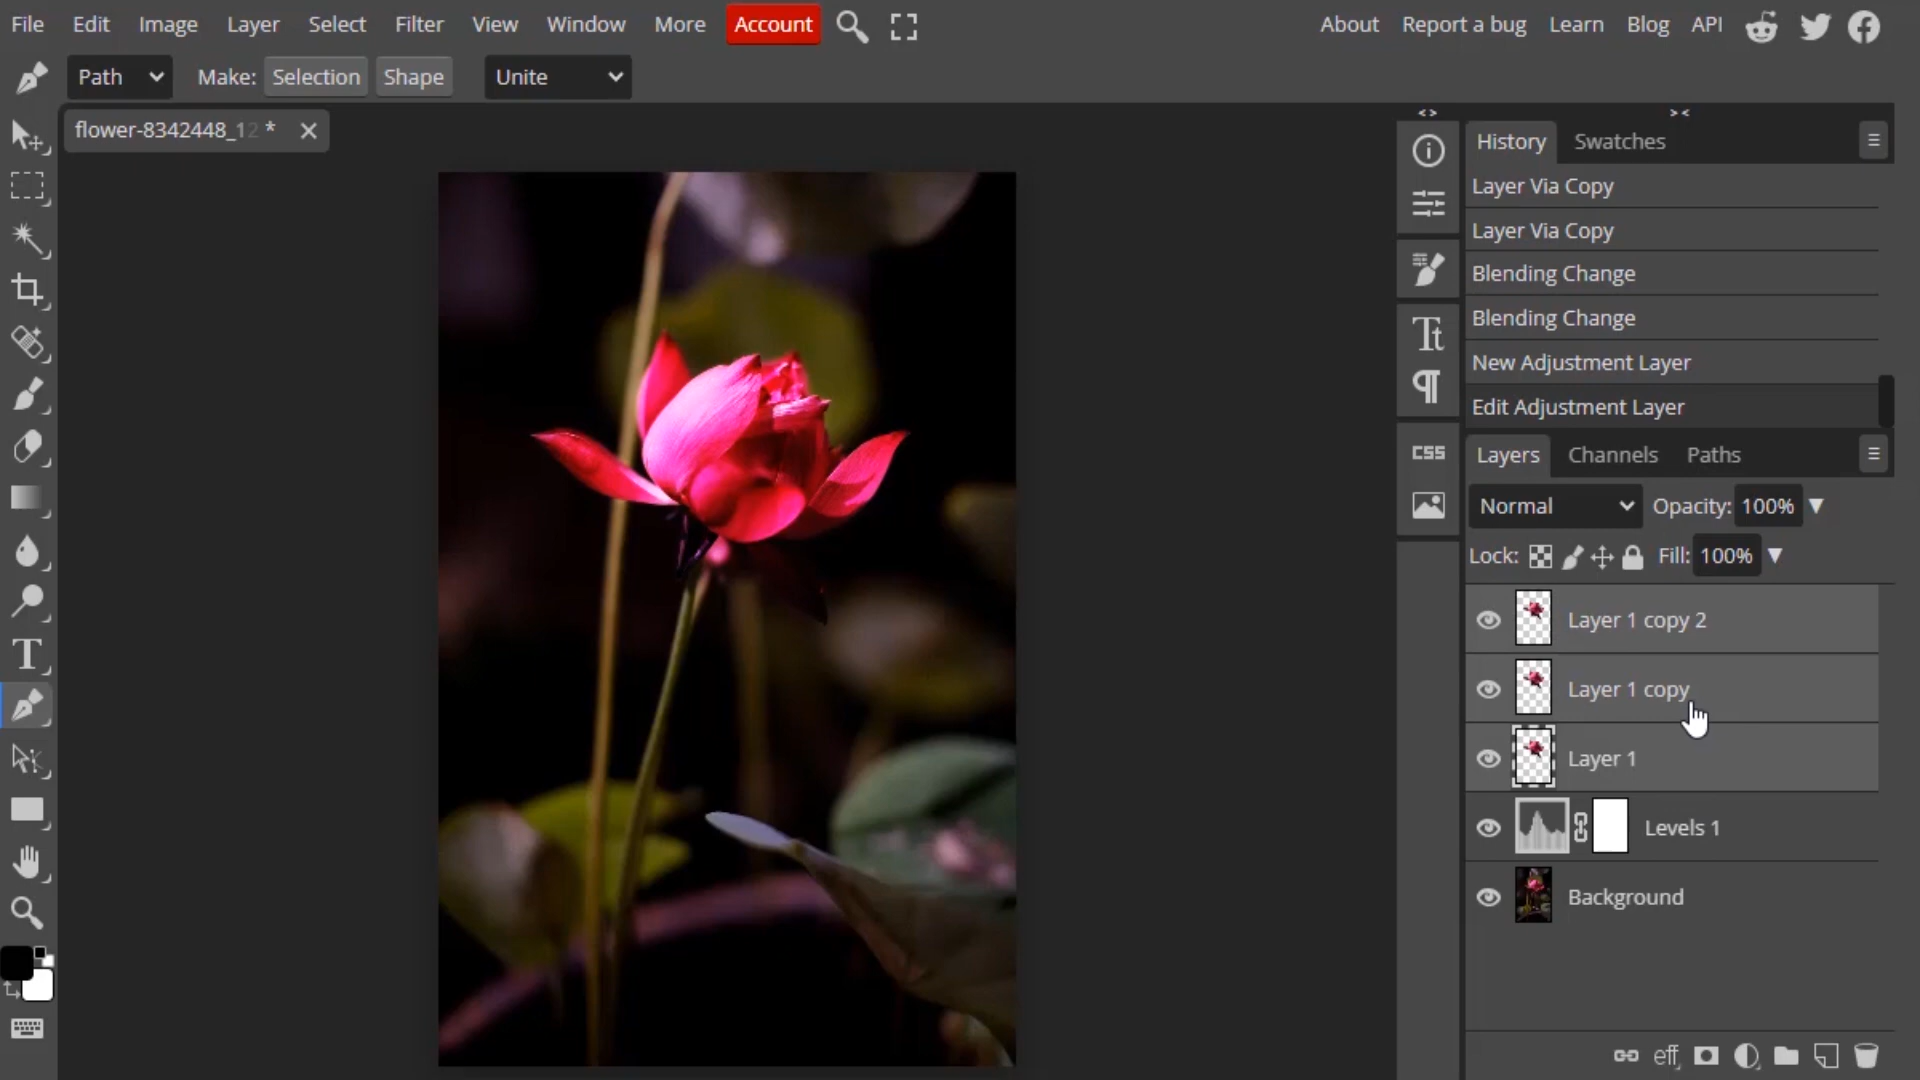 File Edit Image Layer Select Filter View Window More Account About Report a bug Learn Blog API
Path Make: Selection Shape Unite
flower-8342448_12 *
History Swatches
Layer Via Copy
Layer Via Copy
Blending Change
Blending Change
New Adjustment Layer
Edit Adjustment Layer
Layers Channels Paths
Normal Opacity: 100%
Lock: Fill: 100%
Layer 1 copy 2
Layer 1 copy
Layer 1
Levels 1
Background
CSS
eff